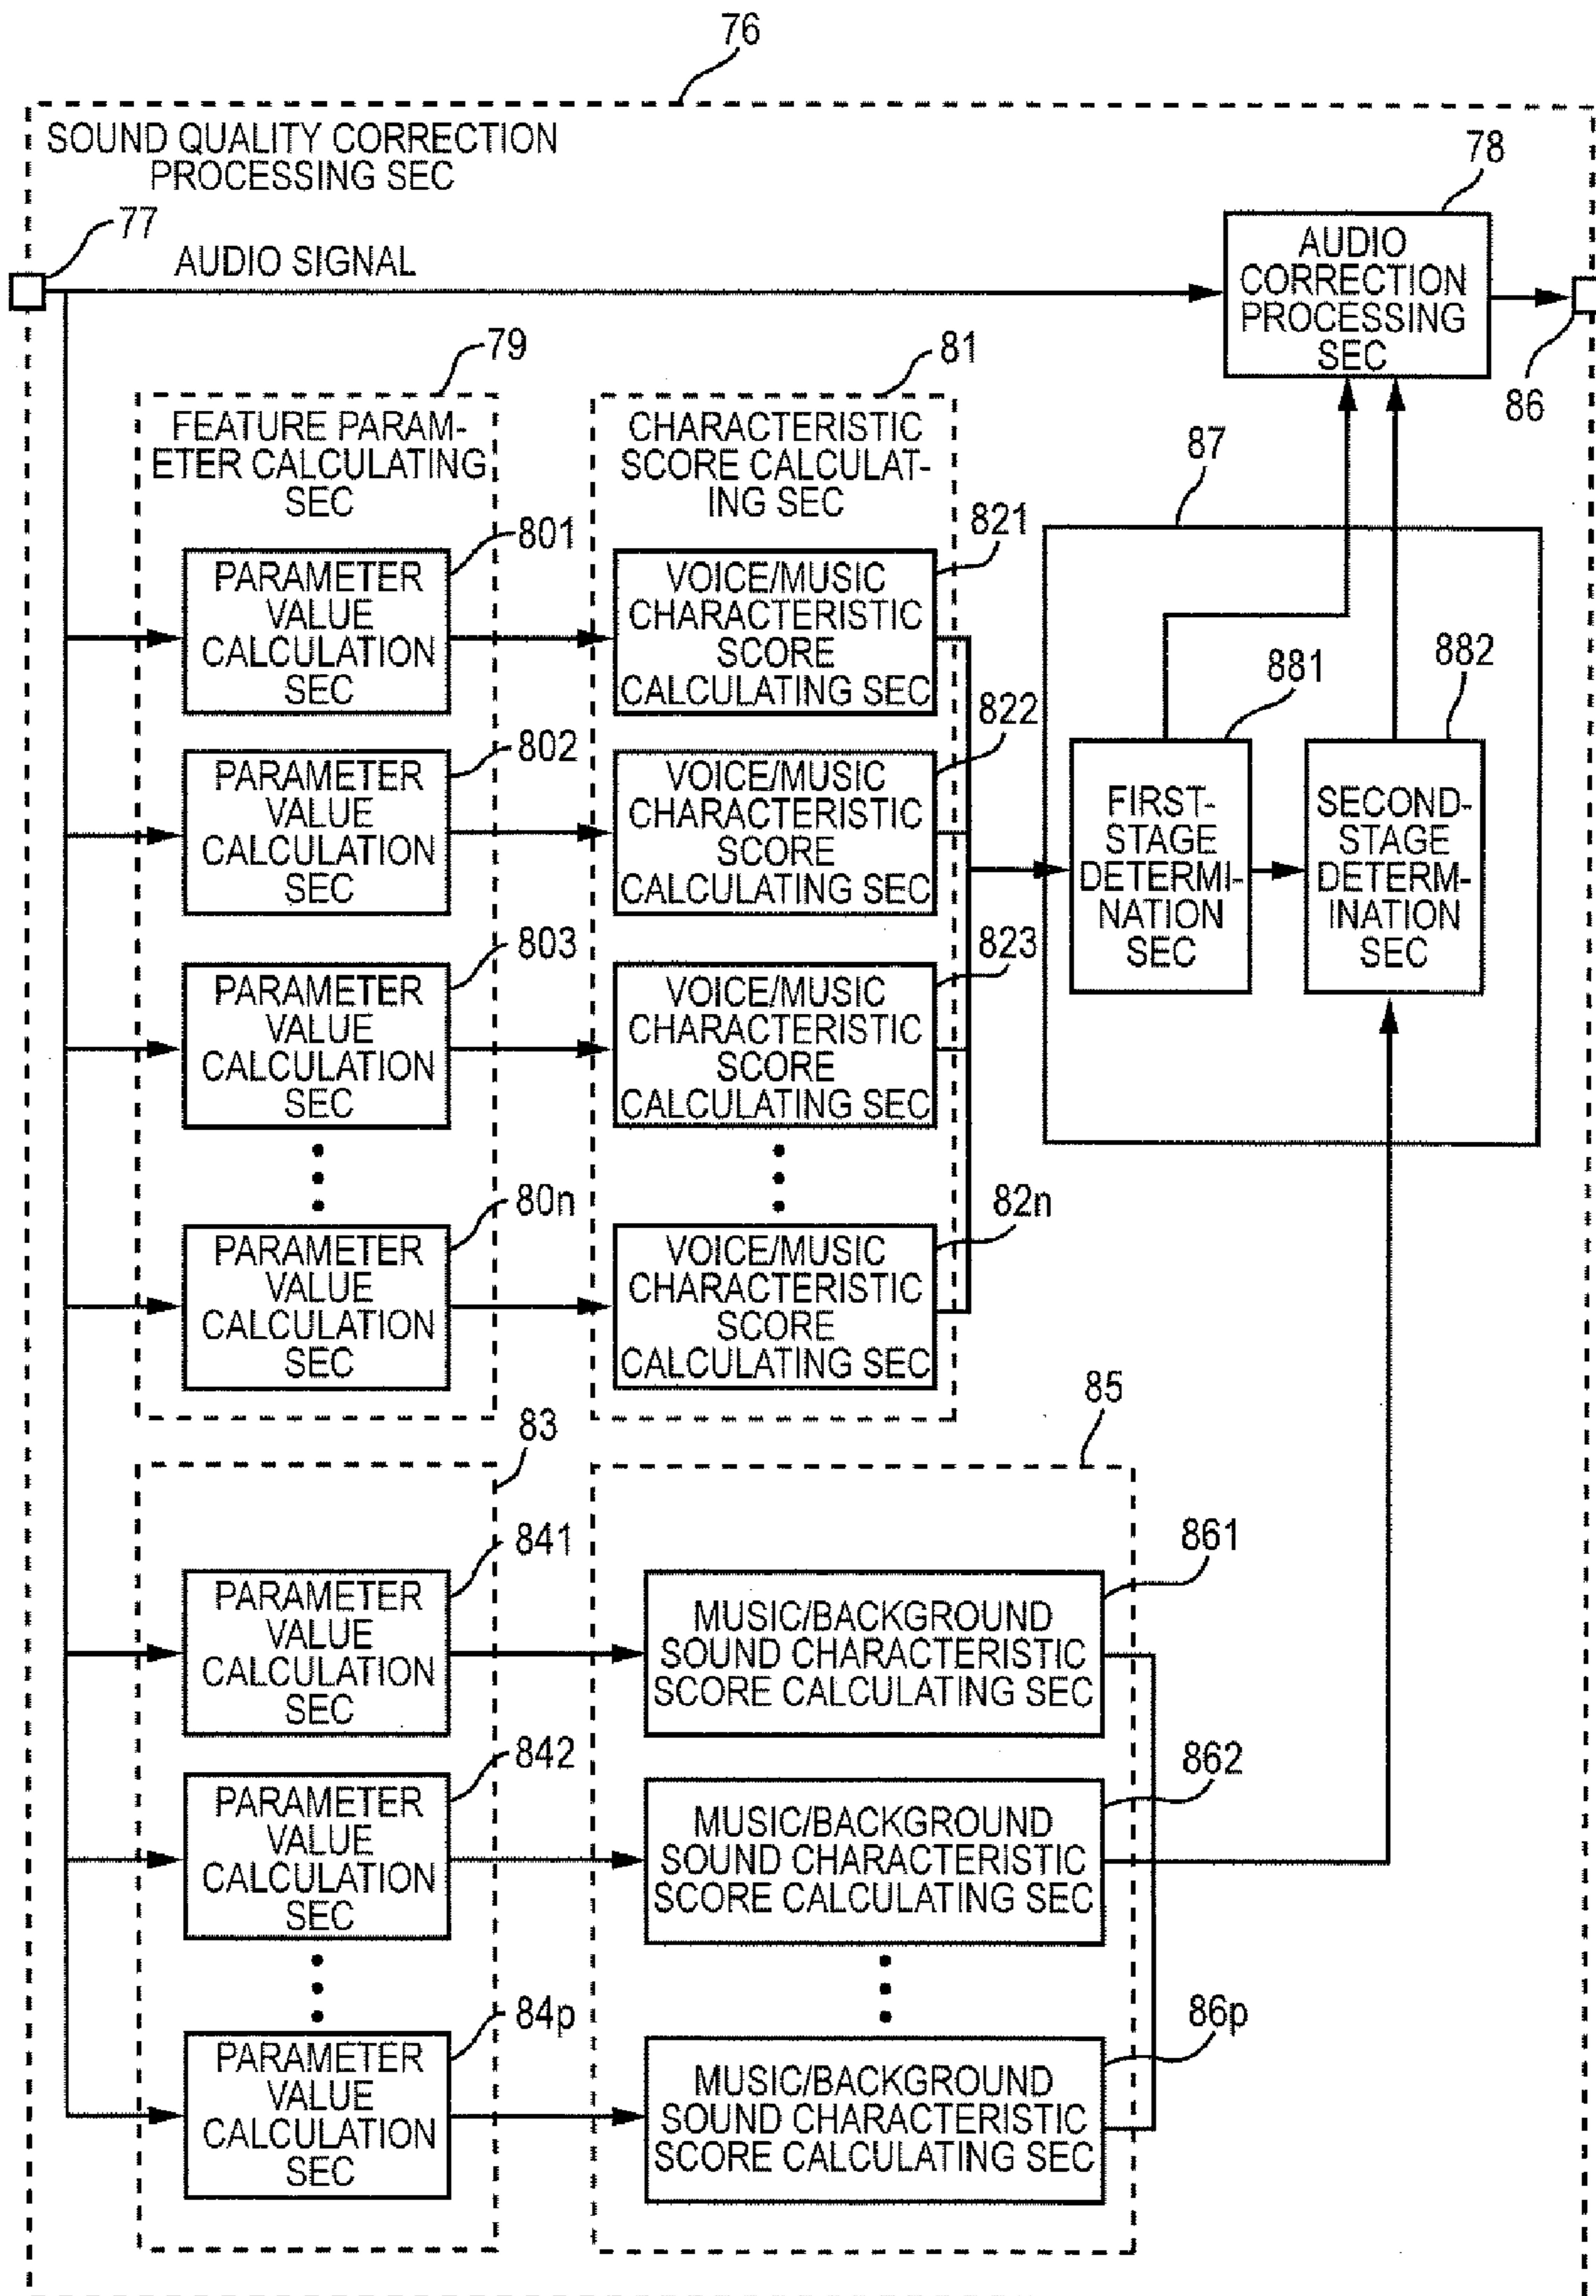 76
SOUND QUALITY CORRECTION
PROCESSING SEC
77
AUDIO SIGNAL
78
AUDIO
CORRECTION
PROCESSING
SEC
86
79
FEATURE PARAM-
ETER CALCULATING
SEC
81
CHARACTERISTIC
SCORE CALCULAT-
ING SEC
87
801
PARAMETER
VALUE
CALCULATION
SEC
821
VOICE/MUSIC
CHARACTERISTIC
SCORE
CALCULATING SEC
802
PARAMETER
VALUE
CALCULATION
SEC
822
VOICE/MUSIC
CHARACTERISTIC
SCORE
CALCULATING SEC
881
FIRST-
STAGE
DETERMI-
NATION
SEC
882
SECOND-
STAGE
DETERM-
INATION
SEC
803
PARAMETER
VALUE
CALCULATION
SEC
823
VOICE/MUSIC
CHARACTERISTIC
SCORE
CALCULATING SEC
80n
PARAMETER
VALUE
CALCULATION
SEC
82n
VOICE/MUSIC
CHARACTERISTIC
SCORE
CALCULATING SEC
83
85
841
PARAMETER
VALUE
CALCULATION
SEC
861
MUSIC/BACKGROUND
SOUND CHARACTERISTIC
SCORE CALCULATING SEC
842
PARAMETER
VALUE
CALCULATION
SEC
862
MUSIC/BACKGROUND
SOUND CHARACTERISTIC
SCORE CALCULATING SEC
84p
PARAMETER
VALUE
CALCULATION
SEC
86p
MUSIC/BACKGROUND
SOUND CHARACTERISTIC
SCORE CALCULATING SEC